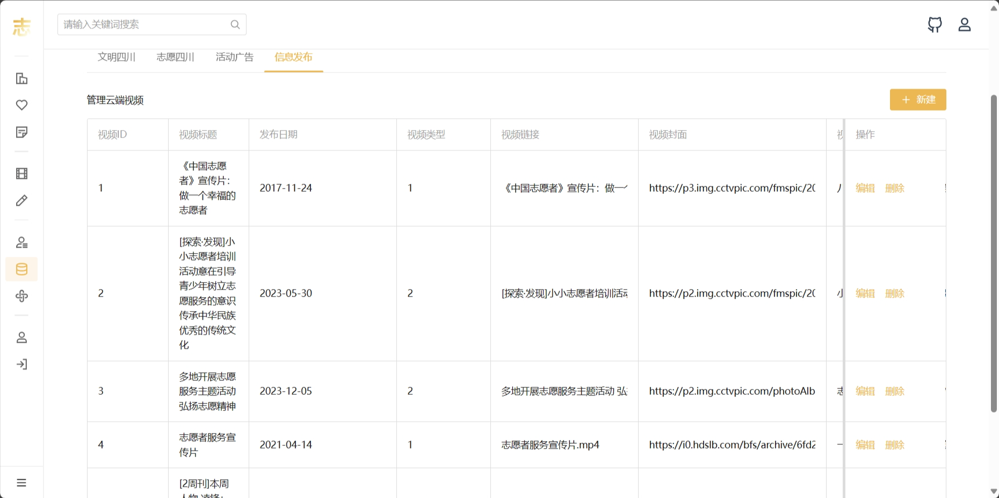 志
请输入关键词搜索
文明四川 志愿四川 活动广告 信息发布
管理云端视频
新建
视频ID 视频标题 发布日期 视频类型 视频链接 视频封面 操作
1
《中国志愿
者》宣传片：
做一个幸福的
志愿者
2017-11-24
1
《中国志愿者》宣传片：做一个
https://p3.img.cctvpic.com/fmspic/20
编辑 删除
2
[探索·发现]小
小志愿者培训
活动意在引导
青少年树立志
愿服务的意识
传承中华民族
优秀的传统文
化
2023-05-30
2
[探索·发现]小小志愿者培训活动
https://p2.img.cctvpic.com/fmspic/20
小
编辑 删除
3
多地开展志愿
服务主题活动
弘扬志愿精神
2023-12-05
2
多地开展志愿服务主题活动 弘
https://p2.img.cctvpic.com/photoAlb
志
编辑 删除
4
志愿者服务宣
传片
2021-04-14
1
志愿者服务宣传片.mp4
https://i0.hdslb.com/bfs/archive/6fd2
一
编辑 删除
[2周刊]本周